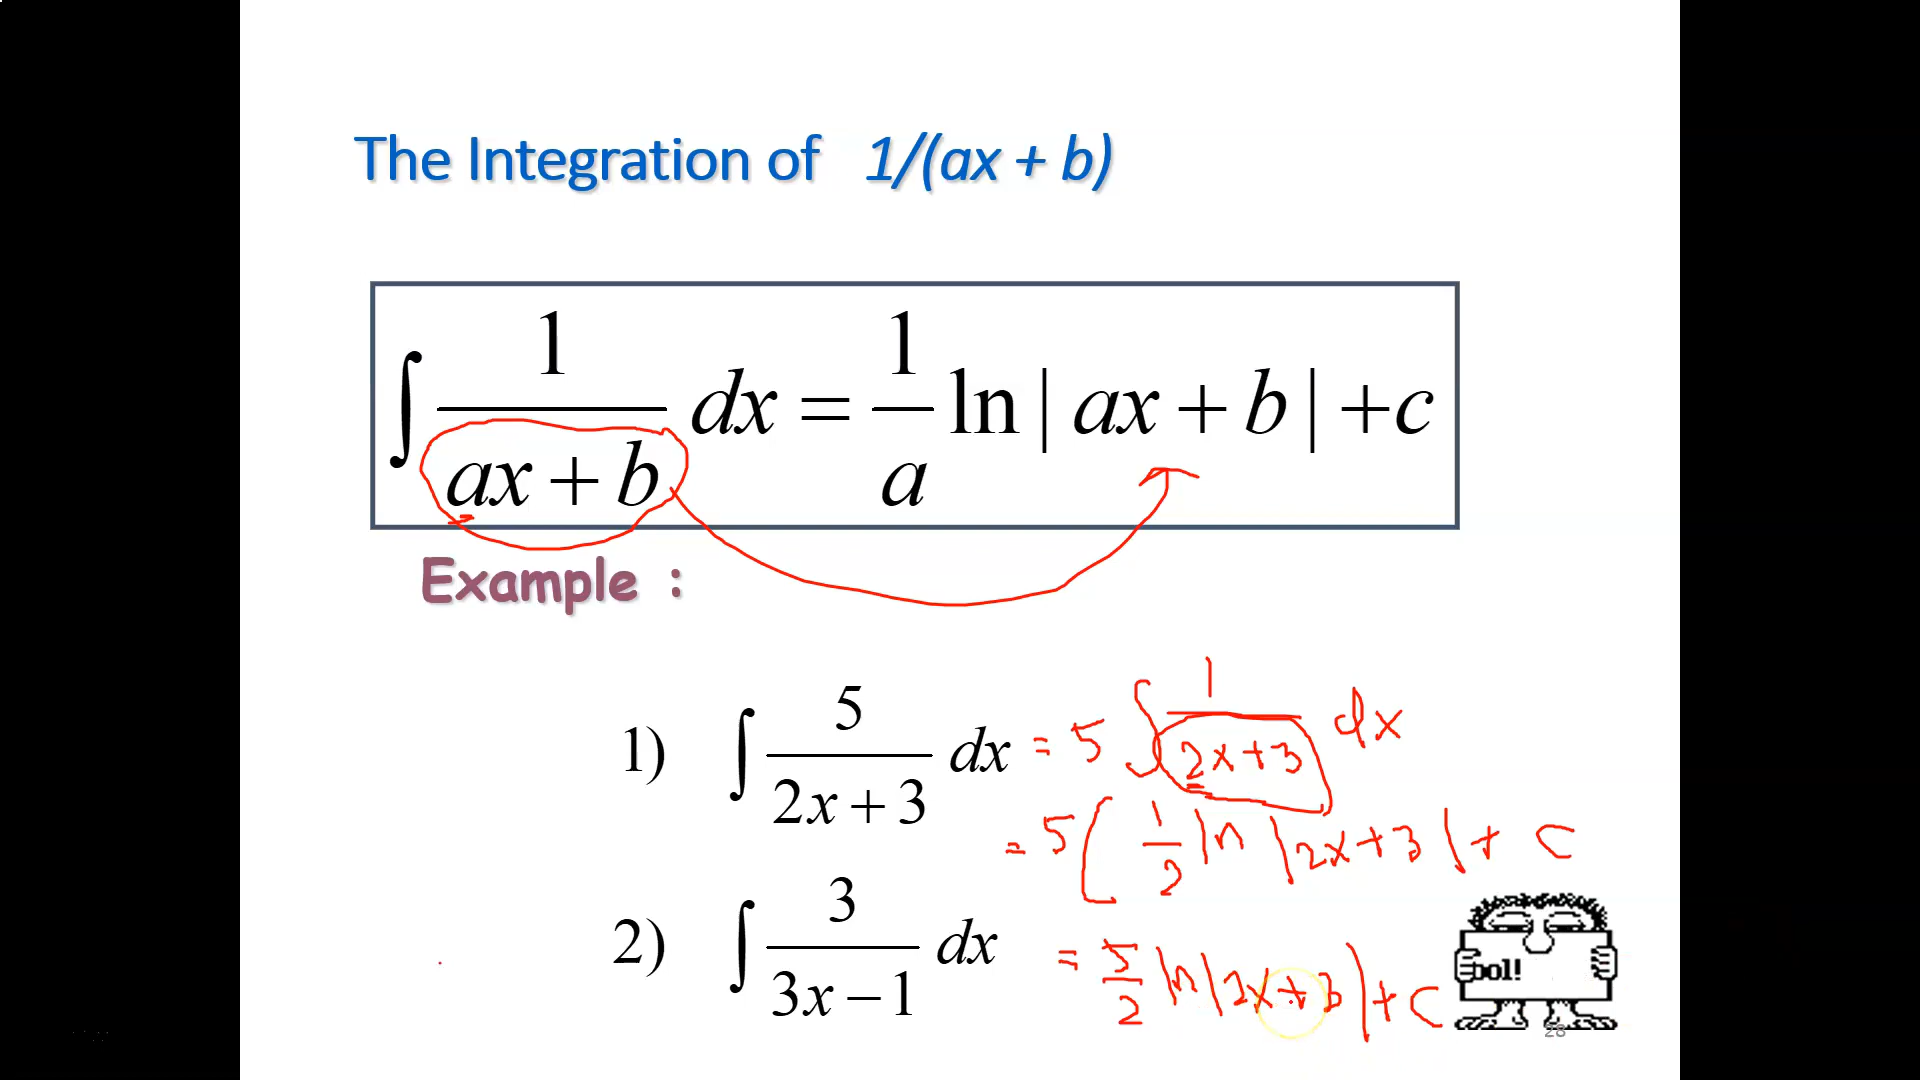 The Integration of 1/(ax + b)
∫ 1/(ax + b) dx = 1/a ln | ax + b | + c
Example :
1) ∫ 5/(2x + 3) dx = 5 ∫ 1/(2x+3) dx
= 5 [ 1/2 ln |2x+3| + c
2) ∫ 3/(3x − 1) dx
= 5/2 ln |2x+3| + c
ool!
28